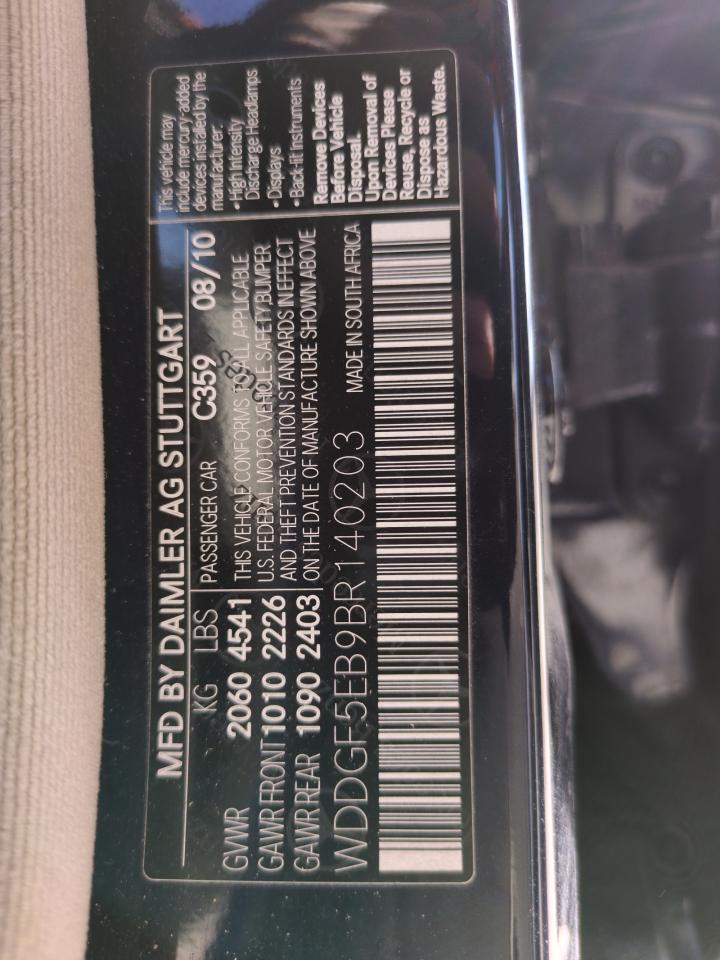 MFD BY DAIMLER AG STUTTGART
KG LBS PASSENGER CAR C359 08/10
GVWR 2060 4541
GAWR FRONT 1010 2226
GAWR REAR 1090 2403
THIS VEHICLE CONFORMS TO ALL APPLICABLE
U.S. FEDERAL MOTOR VEHICLE SAFETY, BUMPER
AND THEFT PREVENTION STANDARDS IN EFFECT
ON THE DATE OF MANUFACTURE SHOWN ABOVE
WDDGF5EB9BR140203 MADE IN SOUTH AFRICA
This vehicle may
include mercury-added
devices installed by the
manufacturer:
• High Intensity
Discharge Headlamps
• Displays
• Back-lit Instruments
Remove Devices
Before Vehicle
Disposal.
Upon Removal of
Devices Please
Reuse, Recycle or
Dispose as
Hazardous Waste.